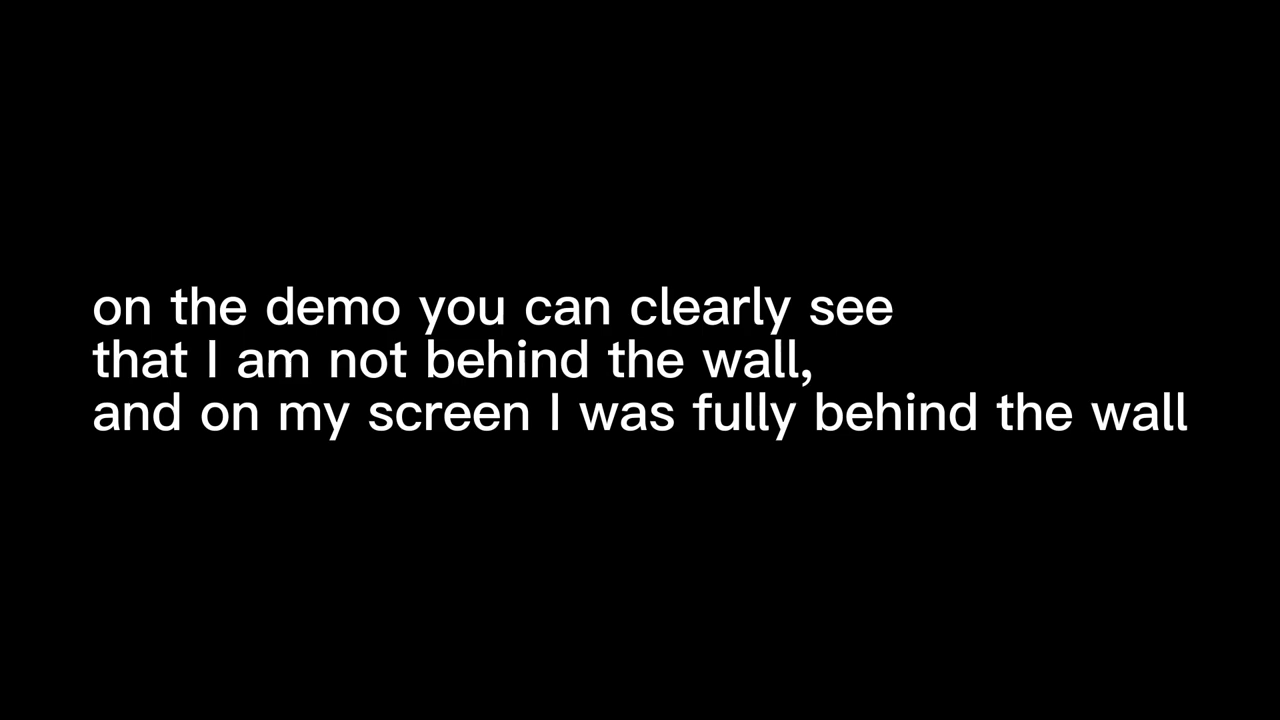 on the demo you can clearly see
that I am not behind the wall,
and on my screen I was fully behind the wall